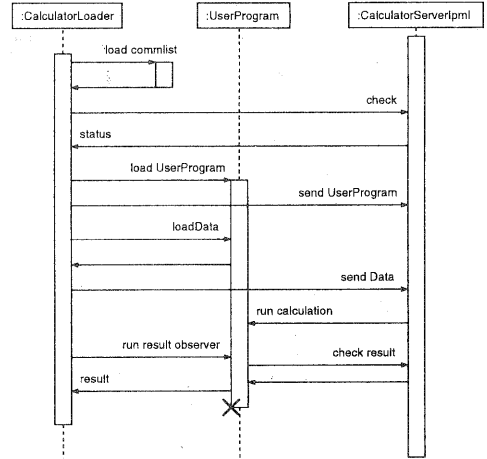 :CalculatorLoader :UserProgram :CalculatorServerIpml
load commlist
check
status
load UserProgram
send UserProgram
loadData
send Data
run calculation
run result observer
check result
result